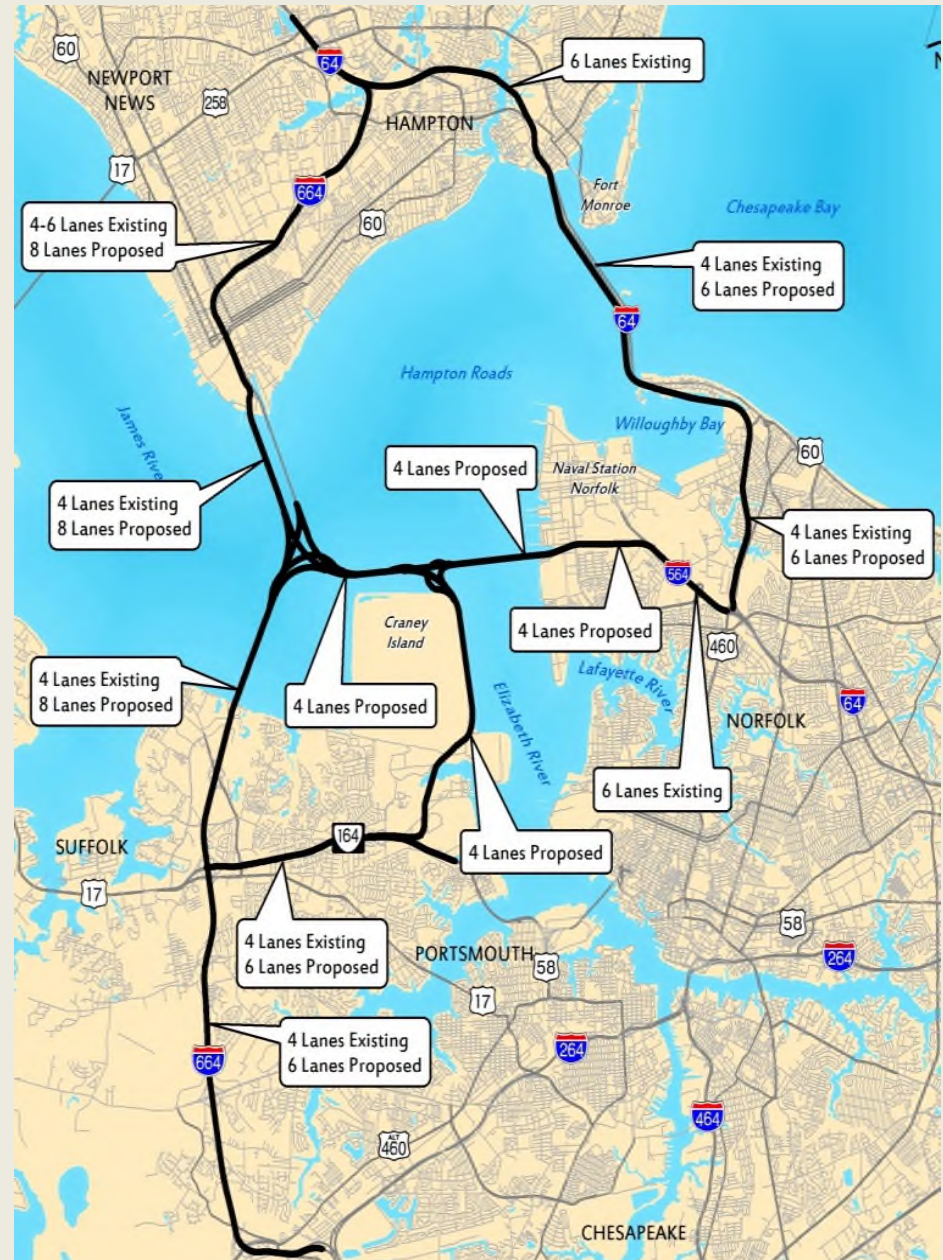 60
64
6 Lanes Existing
NEWPORT
NEWS
258
HAMPTON
17
664
Fort
Monroe
Chesapeake Bay
60
4-6 Lanes Existing
8 Lanes Proposed
4 Lanes Existing
6 Lanes Proposed
64
Hampton Roads
James River
Willoughby Bay
60
4 Lanes Proposed
Naval Station
Norfolk
4 Lanes Existing
8 Lanes Proposed
4 Lanes Existing
6 Lanes Proposed
564
Craney
Island
4 Lanes Proposed
460
4 Lanes Existing
8 Lanes Proposed
4 Lanes Proposed
Elizabeth River
Lafayette River
64
NORFOLK
6 Lanes Existing
SUFFOLK
164
4 Lanes Proposed
17
4 Lanes Existing
6 Lanes Proposed
PORTSMOUTH
58
58
264
17
4 Lanes Existing
6 Lanes Proposed
664
264
464
ALT
460
CHESAPEAKE